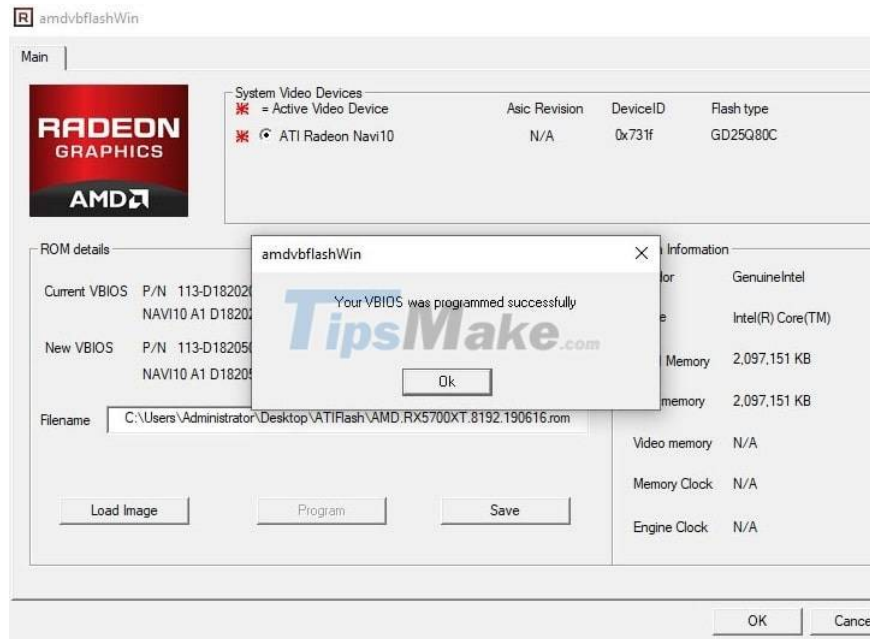 amdvbflashWin
Main
RADEON
GRAPHICS
AMD
System Video Devices
= Active Video Device Asic Revision DeviceID Flash type
ATI Radeon Navi10 N/A 0x731f GD25Q80C
ROM details
Current VBIOS P/N 113-D18202
NAVI10 A1 D1820
New VBIOS P/N 113-D18205
NAVI10 A1 D1820
Filename C:\Users\Administrator\Desktop\ATIFlash\AMD.RX5700XT.8192.190616.rom
Load Image Program Save
amdvbflashWin
Your VBIOS was programmed successfully
TipsMake.com
Ok
Information
GenuineIntel
Intel(R) Core(TM)
Memory 2,097,151 KB
memory 2,097,151 KB
Video memory N/A
Memory Clock N/A
Engine Clock N/A
OK Cance